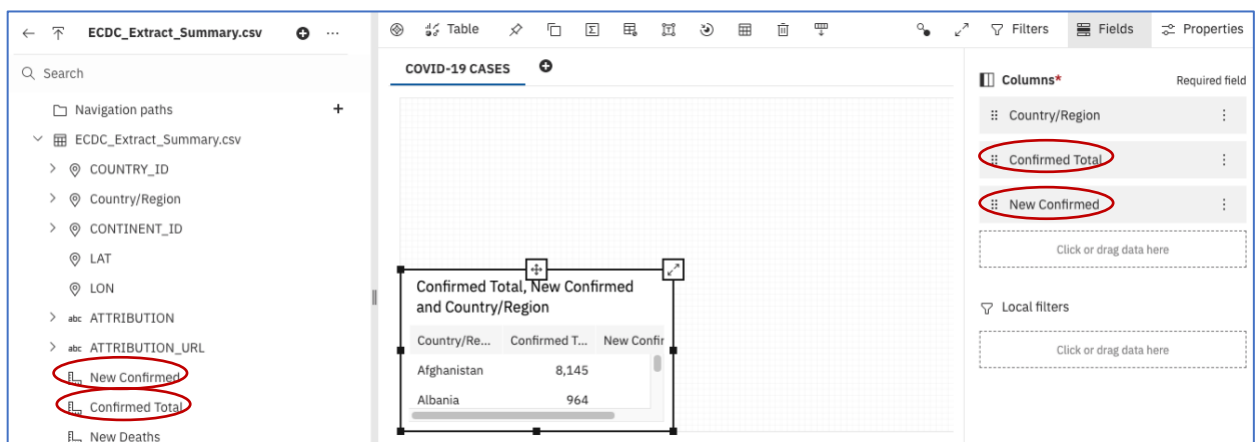 ECDC_Extract_Summary.csv
Search
Navigation paths
ECDC_Extract_Summary.csv
COUNTRY_ID
Country/Region
CONTINENT_ID
LAT
LON
abc ATTRIBUTION
abc ATTRIBUTION_URL
New Confirmed
Confirmed Total
New Deaths
Table
Filters
Fields
Properties
COVID-19 CASES
Confirmed Total, New Confirmed
and Country/Region
Country/Re... Confirmed T... New Confir
Afghanistan 8,145
Albania 964
Columns* Required field
Country/Region
Confirmed Total
New Confirmed
Click or drag data here
Local filters
Click or drag data here